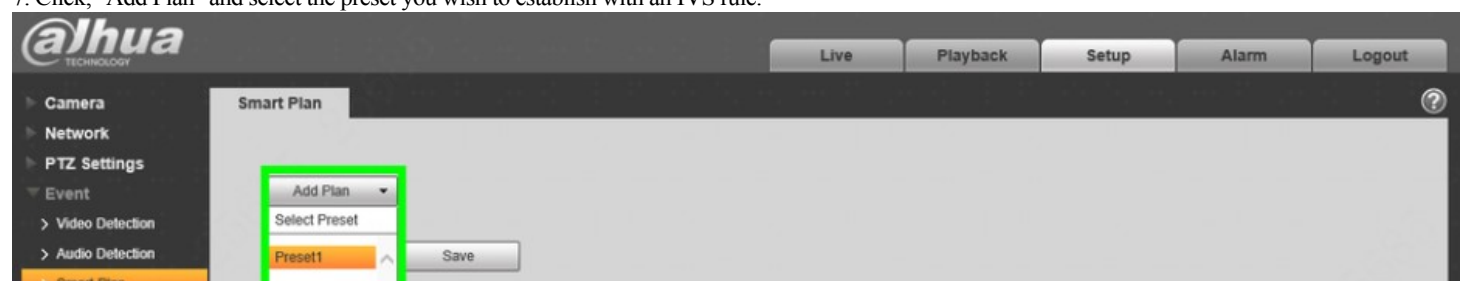 7. Click, "Add Plan" and select the preset you wish to establish with an IVS rule.
alhua
TECHNOLOGY
Live Playback Setup Alarm Logout
Camera
Smart Plan
?
Network
PTZ Settings
Event
Add Plan
Video Detection
Select Preset
Audio Detection
Preset1
Save
Smart Plan